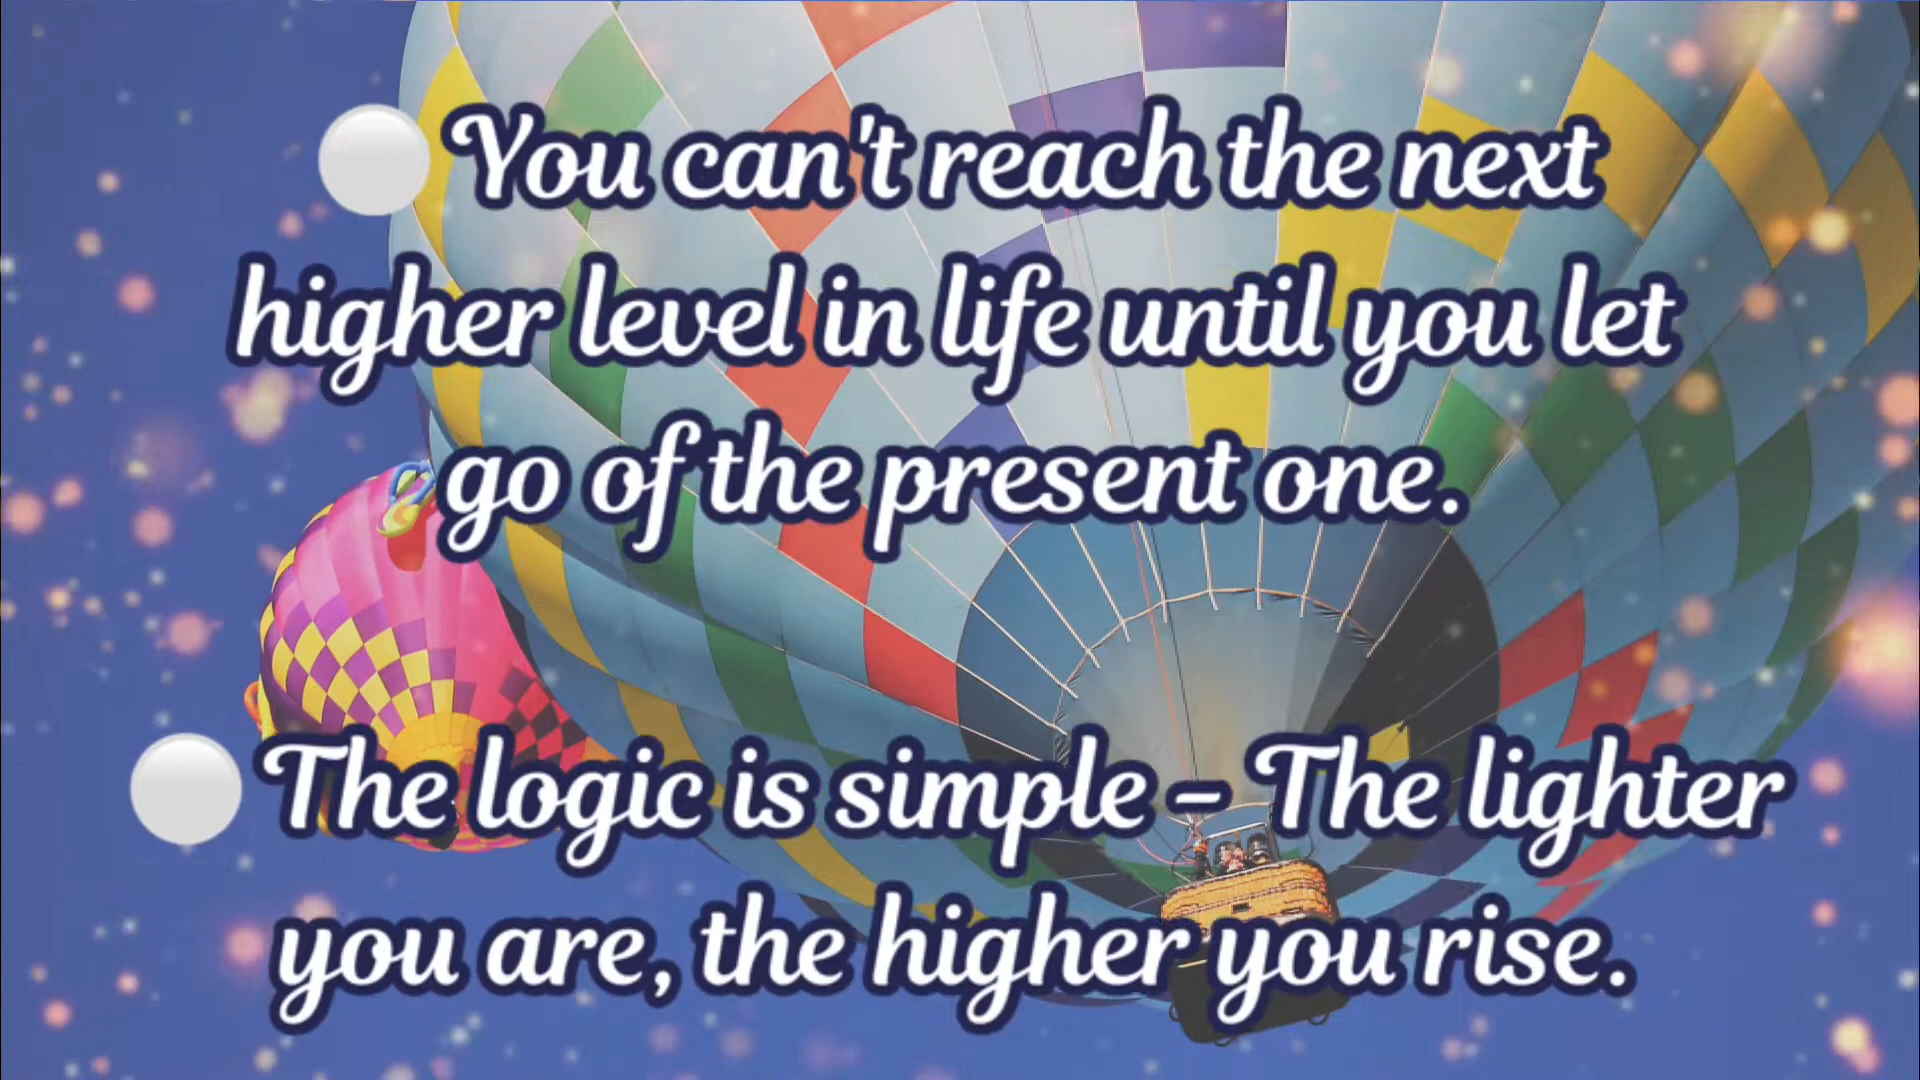 You can't reach the next
higher level in life until you let
go of the present one.
The logic is simple – The lighter
you are, the higher you rise.